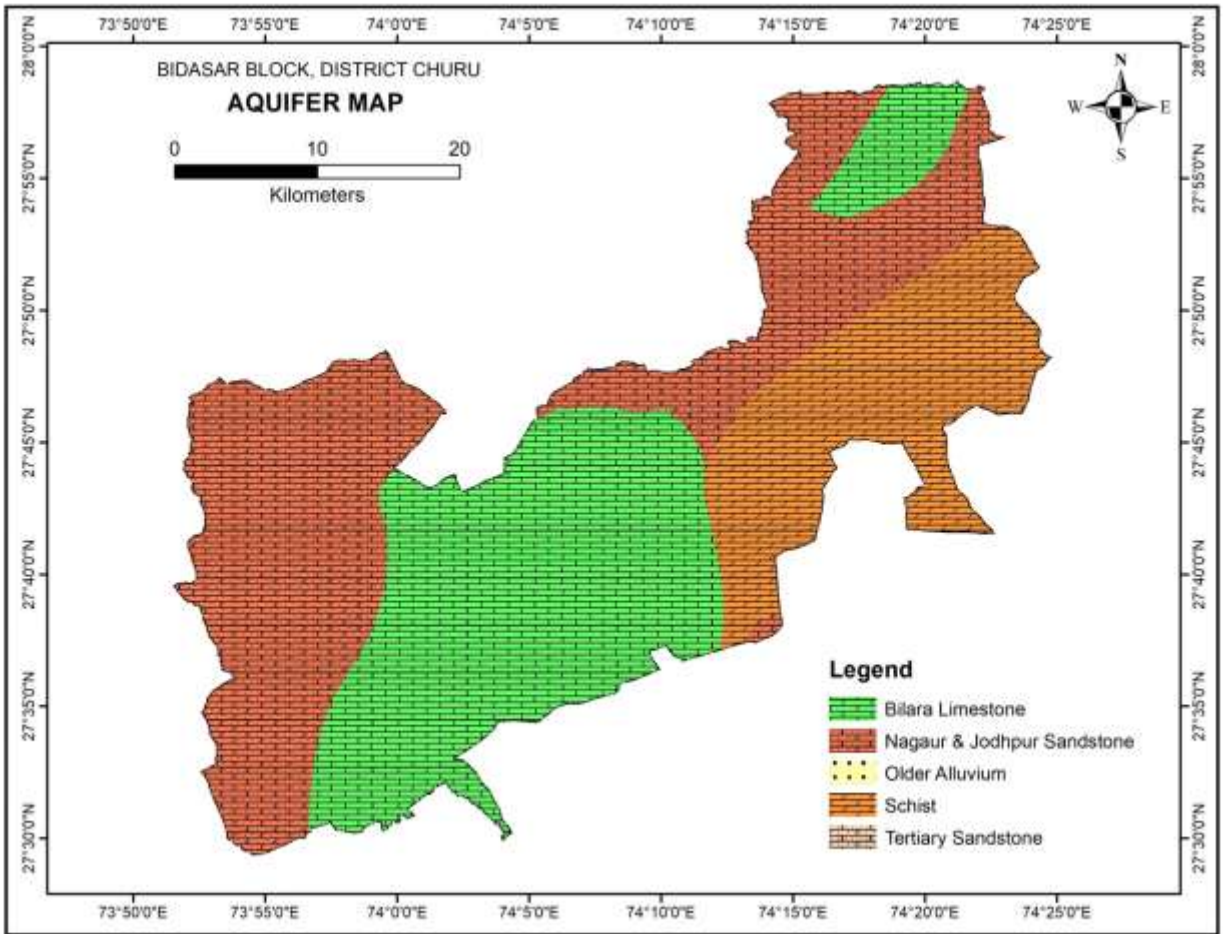 73°50'0"E 73°55'0"E 74°0'0"E 74°5'0"E 74°10'0"E 74°15'0"E 74°20'0"E 74°25'0"E
28°0'0"N 28°0'0"N
BIDASAR BLOCK, DISTRICT CHURU
AQUIFER MAP
0 10 20
Kilometers
N
W E
S
27°55'0"N 27°55'0"N
27°50'0"N 27°50'0"N
27°45'0"N 27°45'0"N
27°40'0"N 27°40'0"N
27°35'0"N 27°35'0"N
27°30'0"N 27°30'0"N
Legend
Bilara Limestone
Nagaur & Jodhpur Sandstone
Older Alluvium
Schist
Tertiary Sandstone
73°50'0"E 73°55'0"E 74°0'0"E 74°5'0"E 74°10'0"E 74°15'0"E 74°20'0"E 74°25'0"E